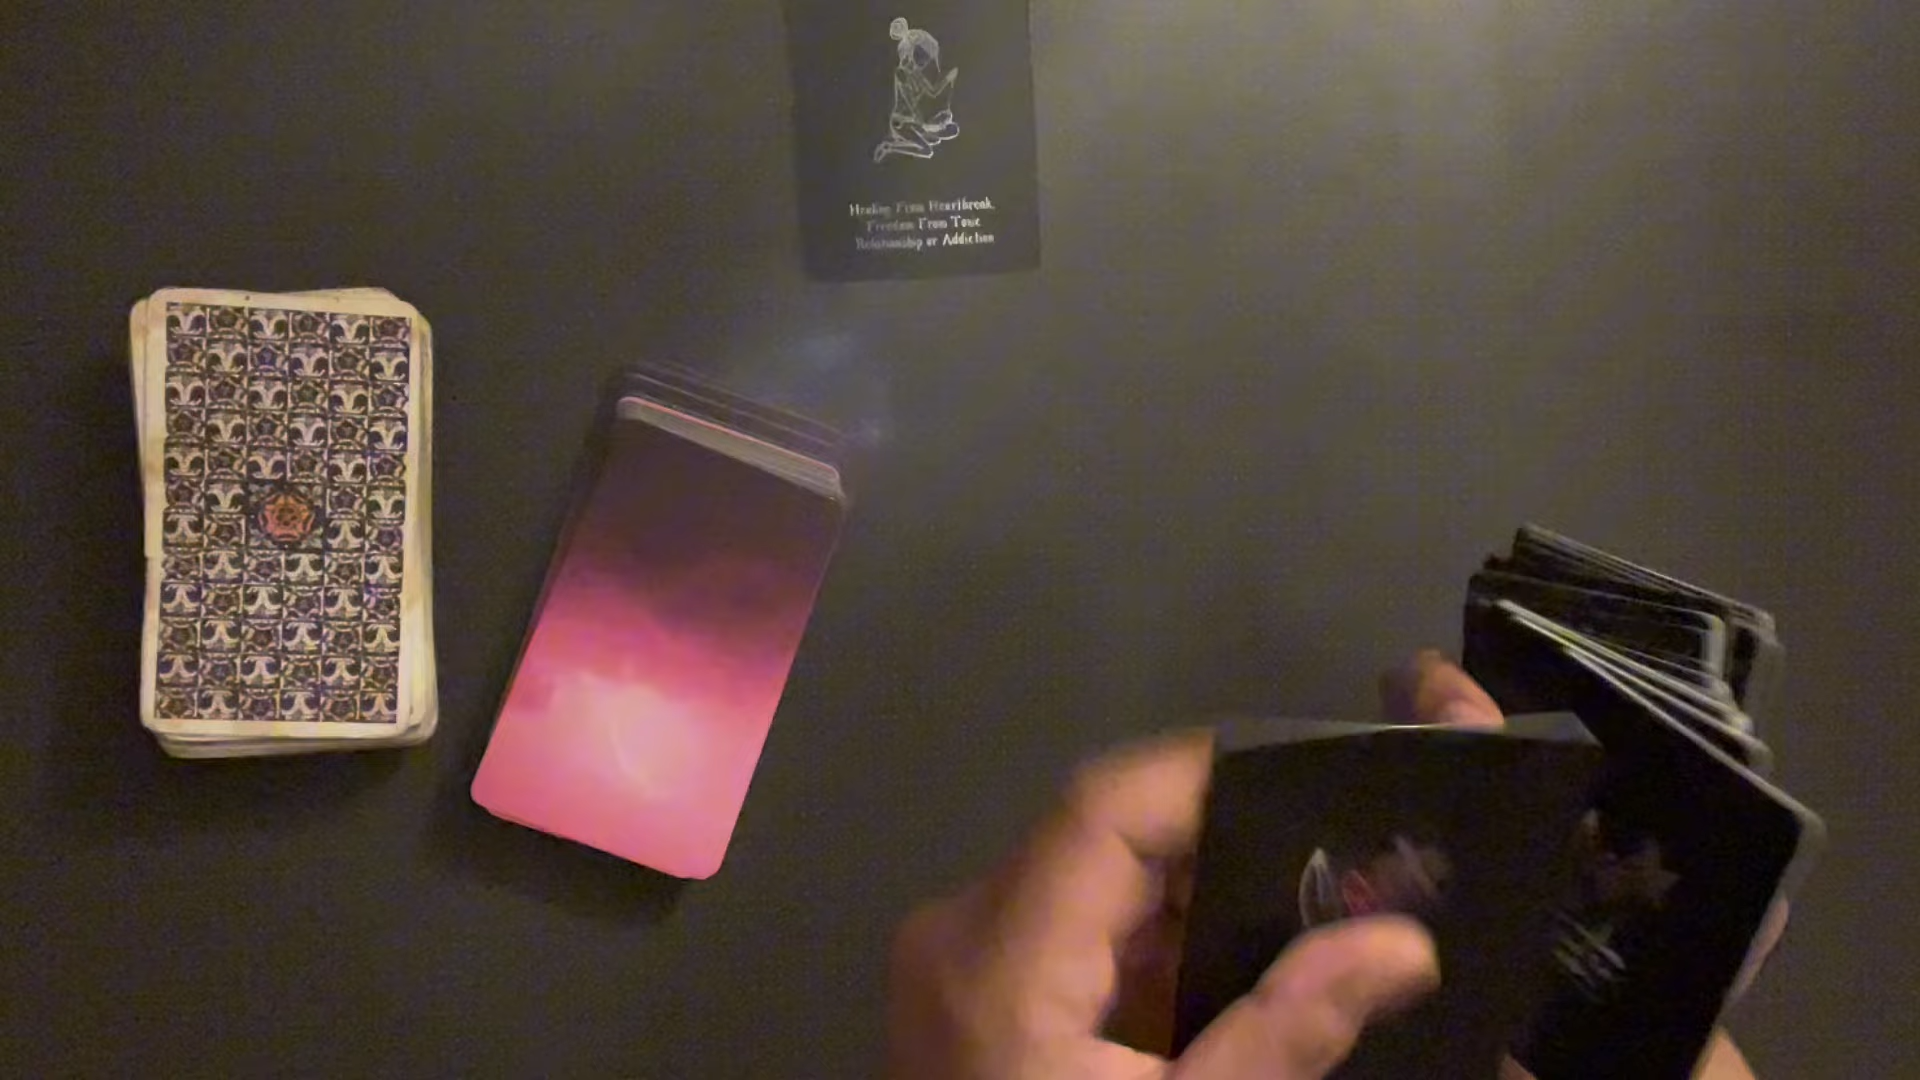 Healing From Heartbreak,
Freedom From Toxic
Relationship or Addiction